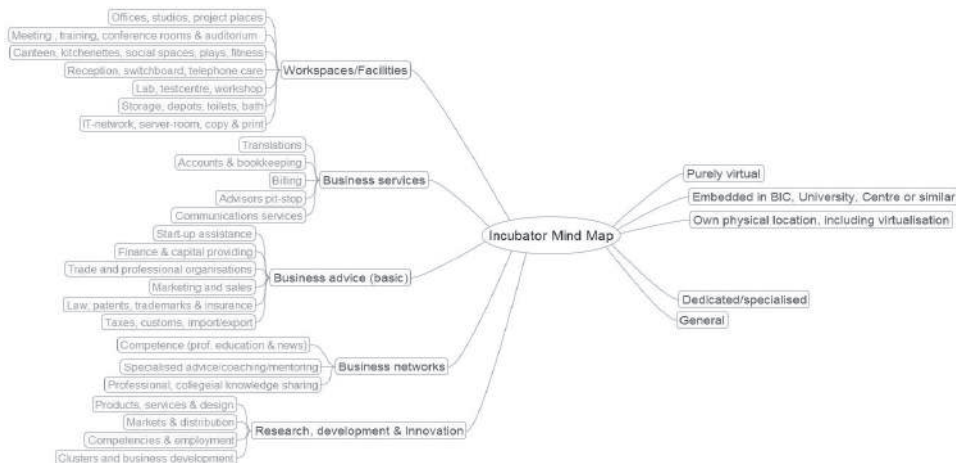 Offices, studios, project places
Meeting , training, conference rooms & auditorium
Canteen, kitchenettes, social spaces, plays, fitness
Reception, switchboard, telephone care
Lab, testcentre, workshop
Storage, depots, toilets, bath
IT-network, server-room, copy & print
Workspaces/Facilities
Translations
Accounts & bookkeeping
Billing
Advisors pit-stop
Communications services
Business services
Start-up assistance
Finance & capital providing
Trade and professional organisations
Marketing and sales
Law, patents, trademarks & insurance
Taxes, customs, import/export
Business advice (basic)
Competence (prof. education & news)
Specialised advice/coaching/mentoring
Professional, collegeial knowledge sharing
Business networks
Products, services & design
Markets & distribution
Competencies & employment
Clusters and business development
Research, development & Innovation
Incubator Mind Map
Purely virtual
Embedded in BIC, University, Centre or similar
Own physical location, including virtualisation
Dedicated/specialised
General